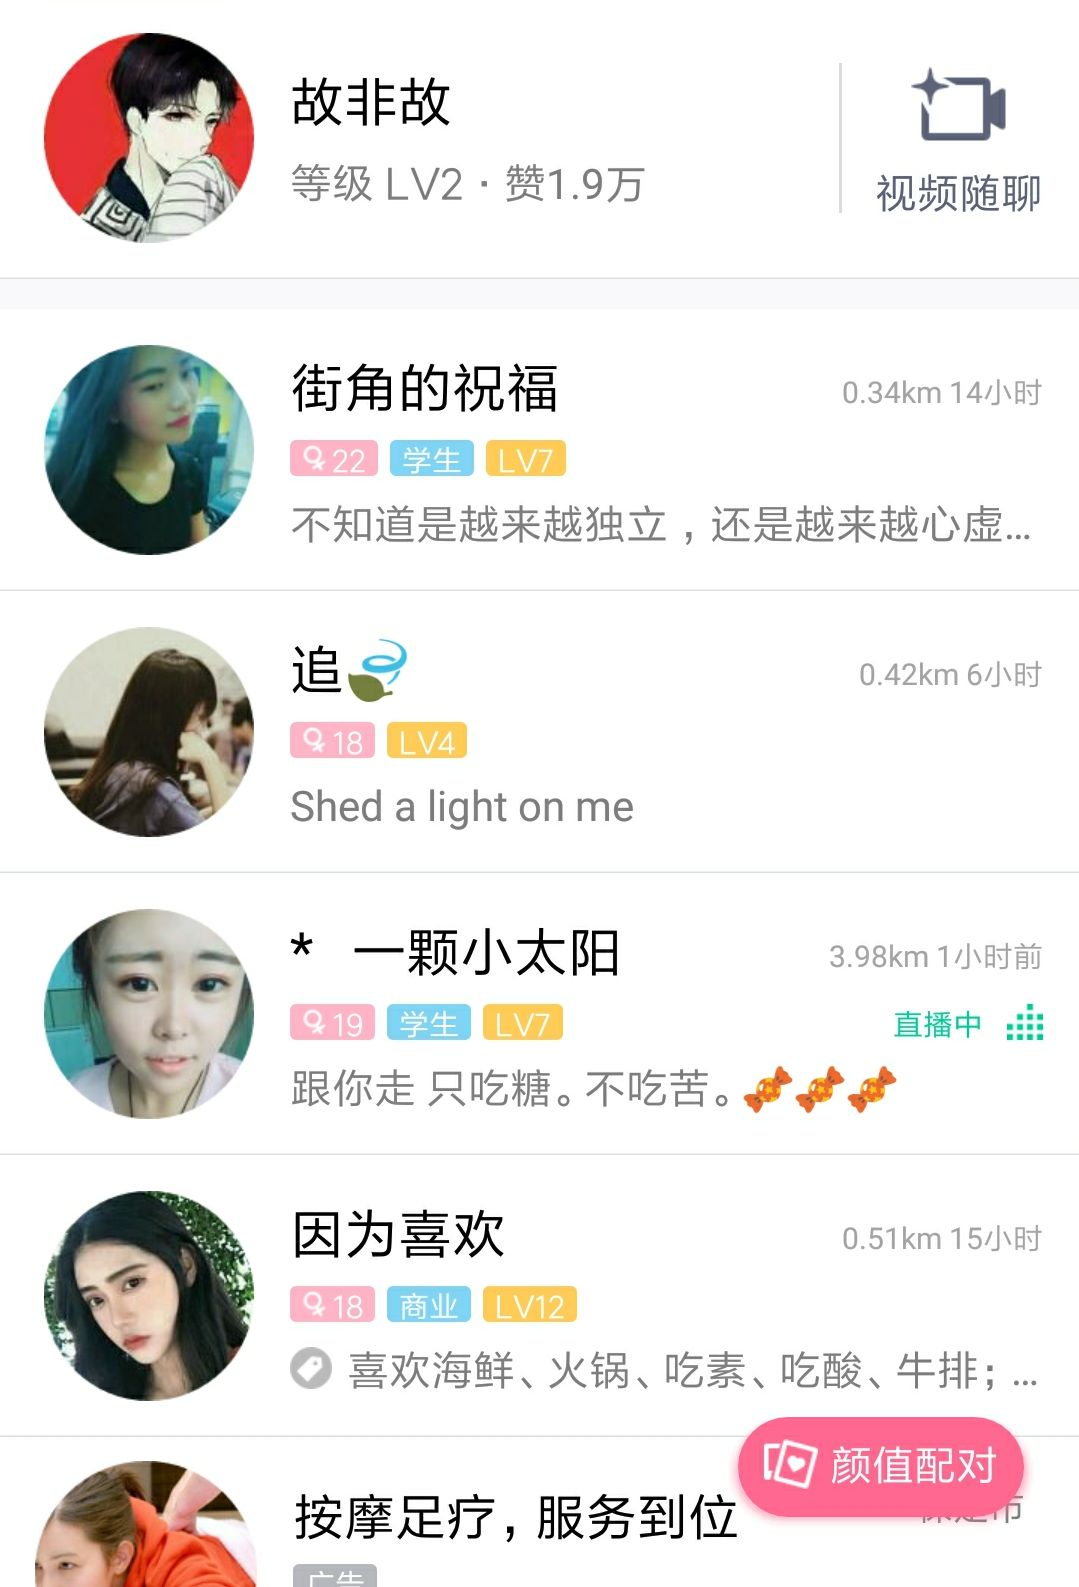 故非故
等级 LV2 · 赞1.9万
视频随聊
街角的祝福
0.34km 14小时
22 学生 LV7
不知道是越来越独立，还是越来越心虚...
追
0.42km 6小时
18 LV4
Shed a light on me
* 一颗小太阳
3.98km 1小时前
19 学生 LV7
直播中
跟你走 只吃糖。不吃苦。
因为喜欢
0.51km 15小时
18 商业 LV12
喜欢海鲜、火锅、吃素、吃酸、牛排；...
颜值配对
按摩足疗，服务到位
广告